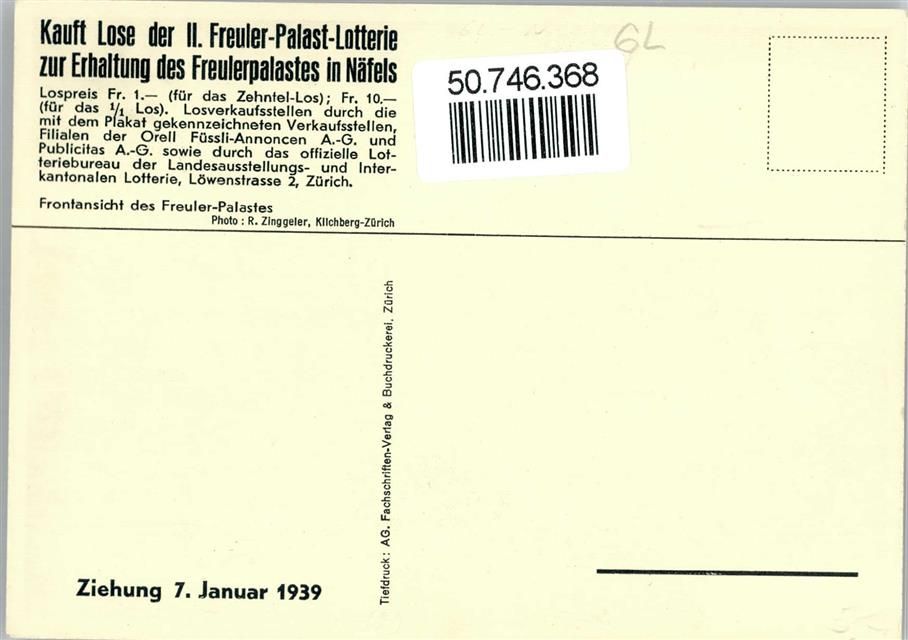 Kauft Lose der II. Freuler-Palast-Lotterie
zur Erhaltung des Freulerpalastes in Näfels
Lospreis Fr. 1.— (für das Zehntel-Los); Fr. 10.—
(für das 1/1 Los). Losverkaufsstellen durch die
mit dem Plakat gekennzeichneten Verkaufsstellen,
Filialen der Orell Füssli-Annoncen A.-G. und
Publicitas A.-G. sowie durch das offizielle Lot-
teriebureau der Landesausstellungs- und Inter-
kantonalen Lotterie, Löwenstrasse 2, Zürich.
Frontansicht des Freuler-Palastes
Photo : R. Zinggeler, Kilchberg-Zürich
50.746.368
GL
Tiefdruck: AG. Fachschriften-Verlag & Buchdruckerei, Zürich
Ziehung 7. Januar 1939